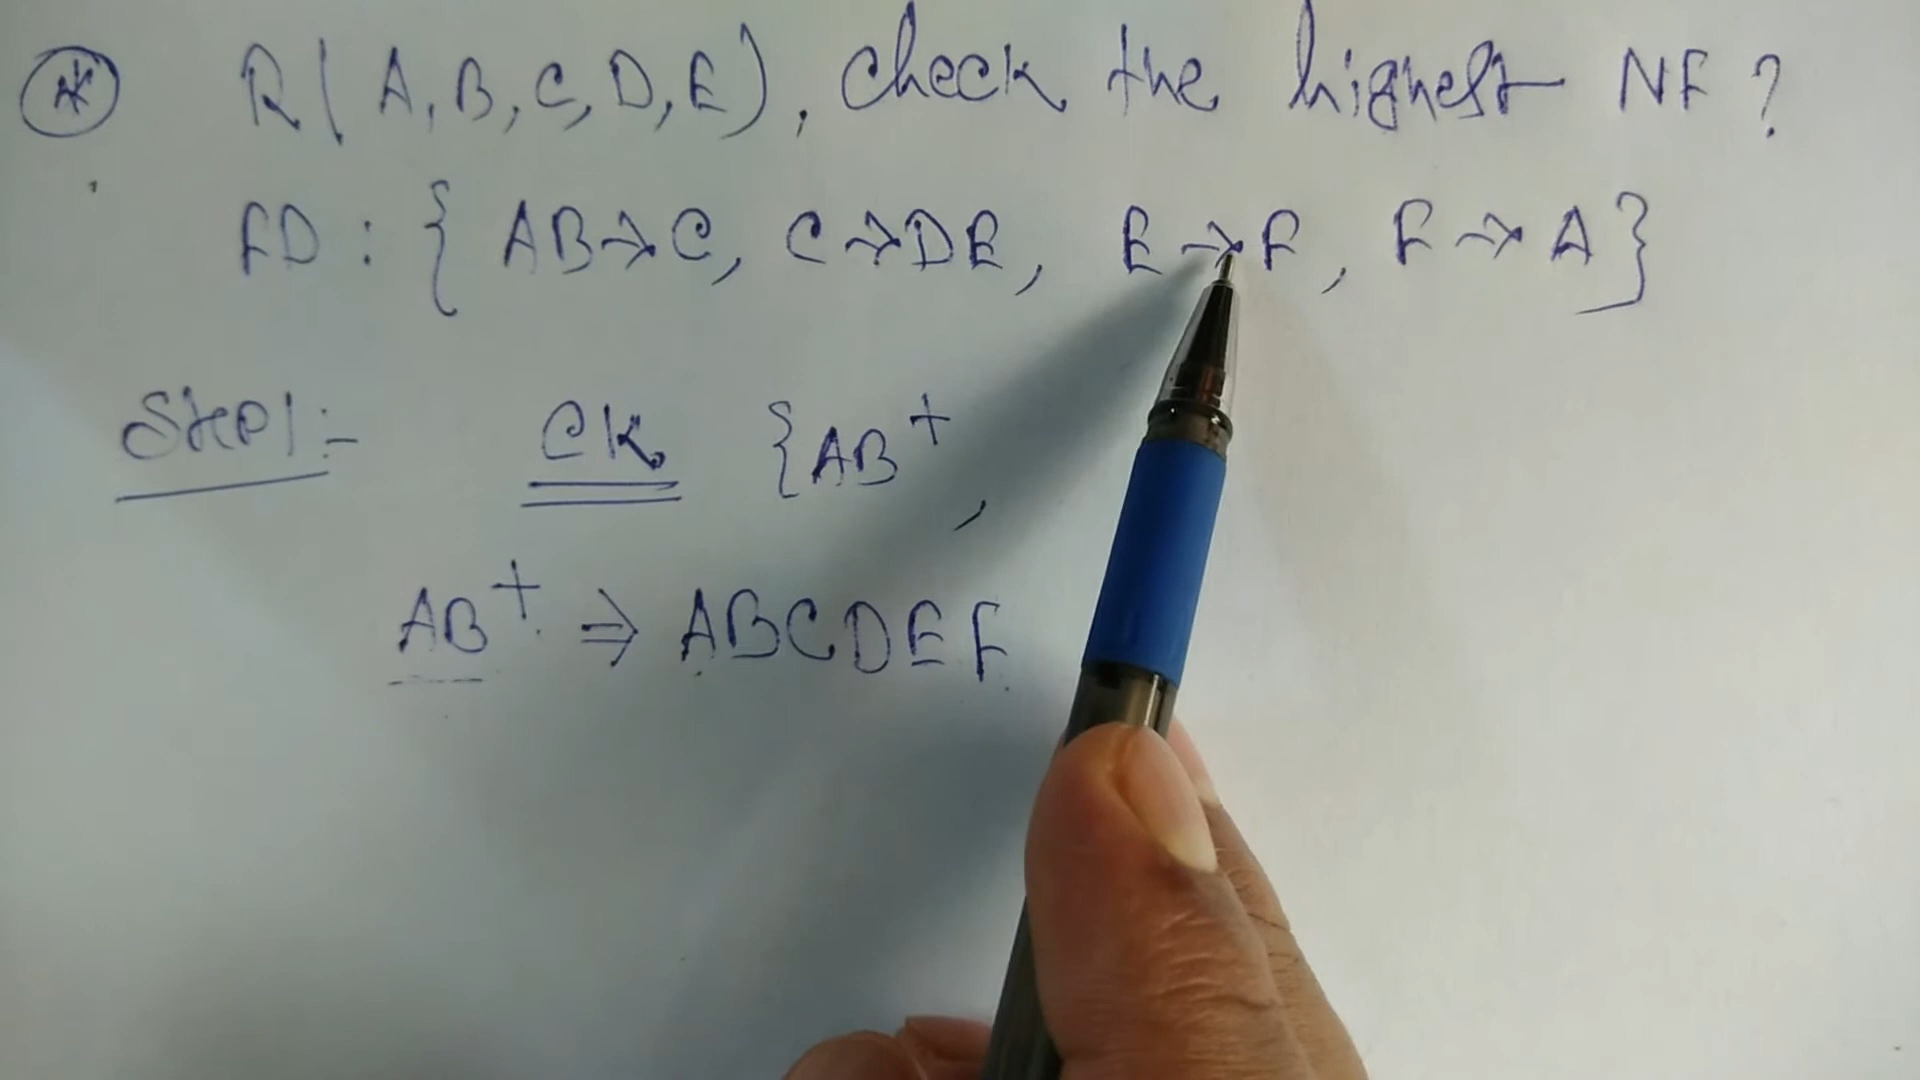 * R(A,B,C,D,E), check the highest NF?
FD : { AB→C, C→DE, E→F, F→A}
Step1:-
CK {AB⁺,
AB⁺ ⇒ ABCDEF